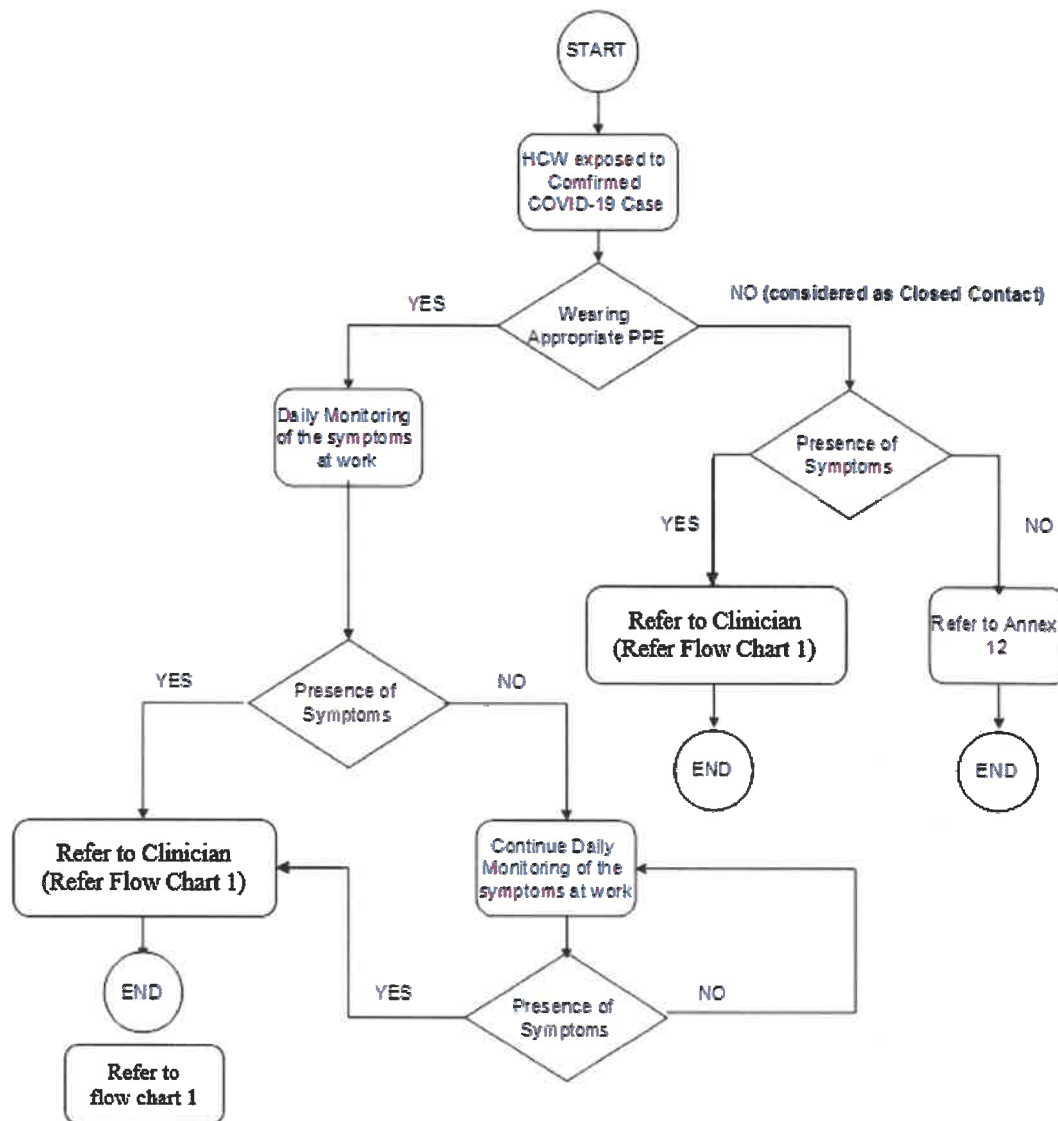 START
HCW exposed to
Comfirmed
COVID-19 Case
YES
NO (considered as Closed Contact)
Wearing
Appropriate PPE
Daily Monitoring
of the symptoms
at work
Presence of
Symptoms
YES
NO
Refer to Clinician
(Refer Flow Chart 1)
Refer to Annex
12
YES
NO
Presence of
Symptoms
END
END
Refer to Clinician
(Refer Flow Chart 1)
Continue Daily
Monitoring of the
symptoms at work
END
YES
NO
Presence of
Symptoms
Refer to
flow chart 1